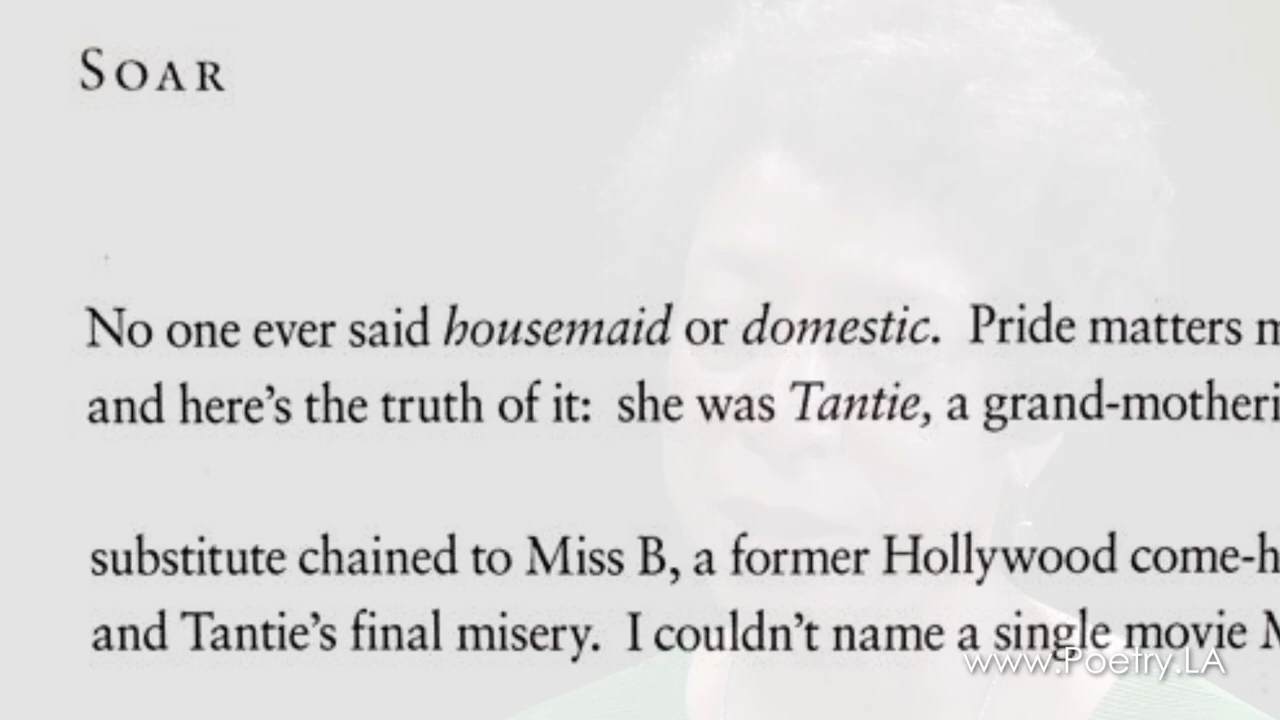 SOAR
No one ever said housemaid or domestic. Pride matters
and here's the truth of it: she was Tantie, a grand-motheri
substitute chained to Miss B, a former Hollywood come-h
and Tantie's final misery. I couldn't name a single movie
www.Poetry.LA